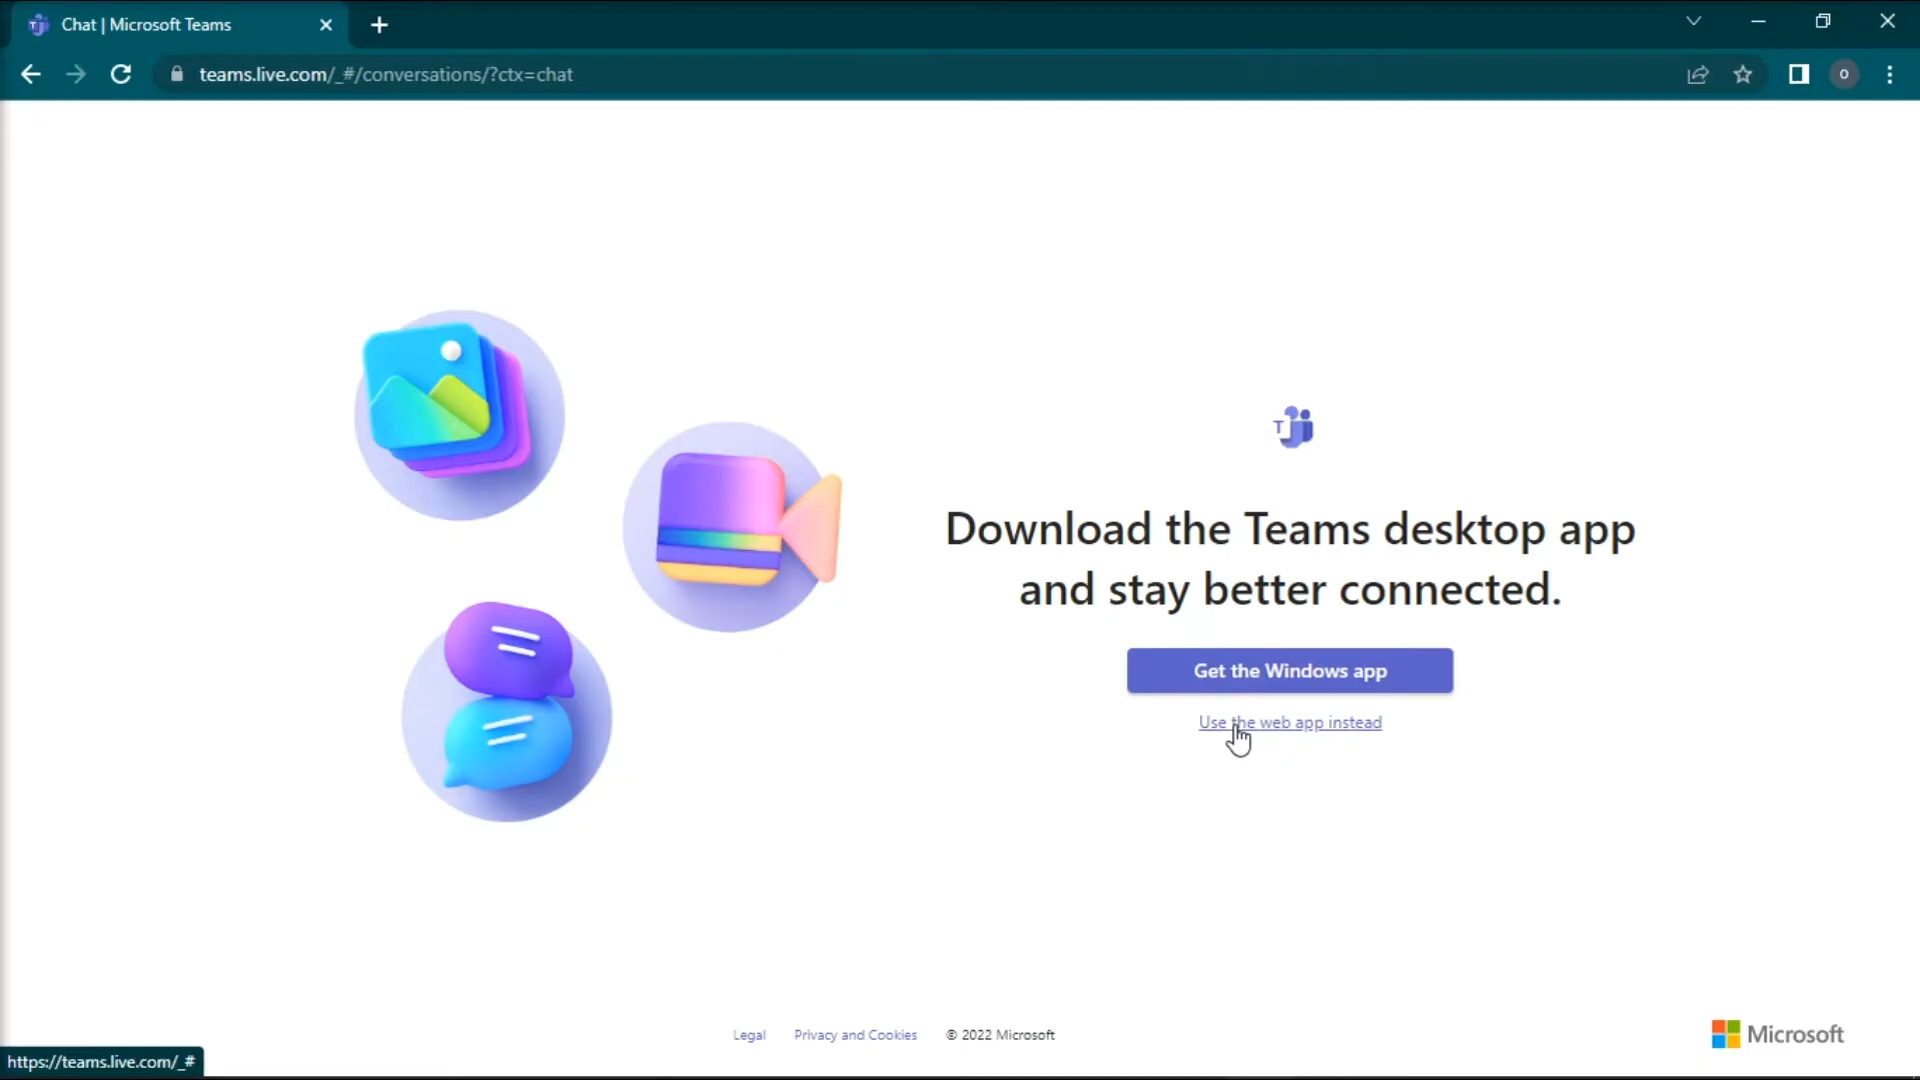 Chat | Microsoft Teams
teams.live.com/_#/conversations/?ctx=chat
O
T
Download the Teams desktop app
and stay better connected.
Get the Windows app
Use the web app instead
Legal
Privacy and Cookies
© 2022 Microsoft
Microsoft
https://teams.live.com/_#